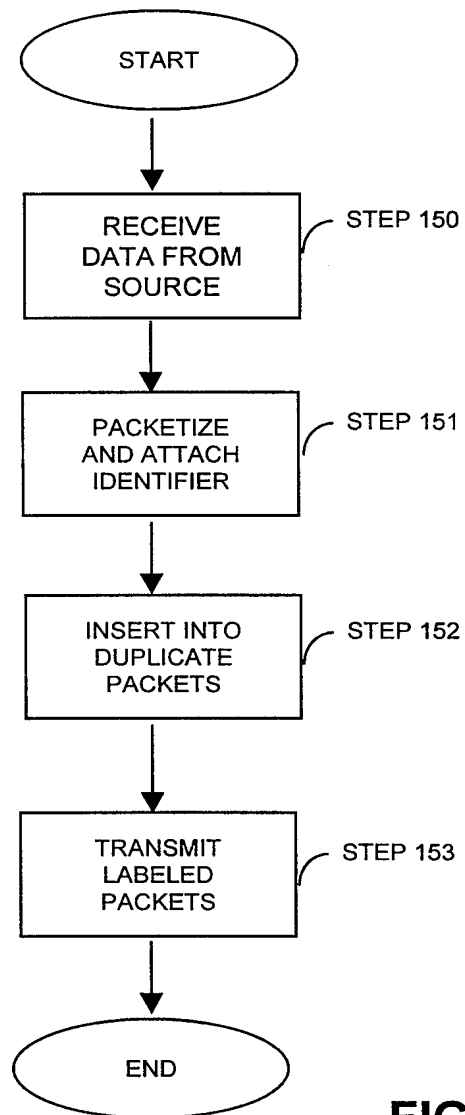 START
RECEIVE
DATA FROM
SOURCE
STEP 150
PACKETIZE
AND ATTACH
IDENTIFIER
STEP 151
INSERT INTO
DUPLICATE
PACKETS
STEP 152
TRANSMIT
LABELED
PACKETS
STEP 153
END
FIG